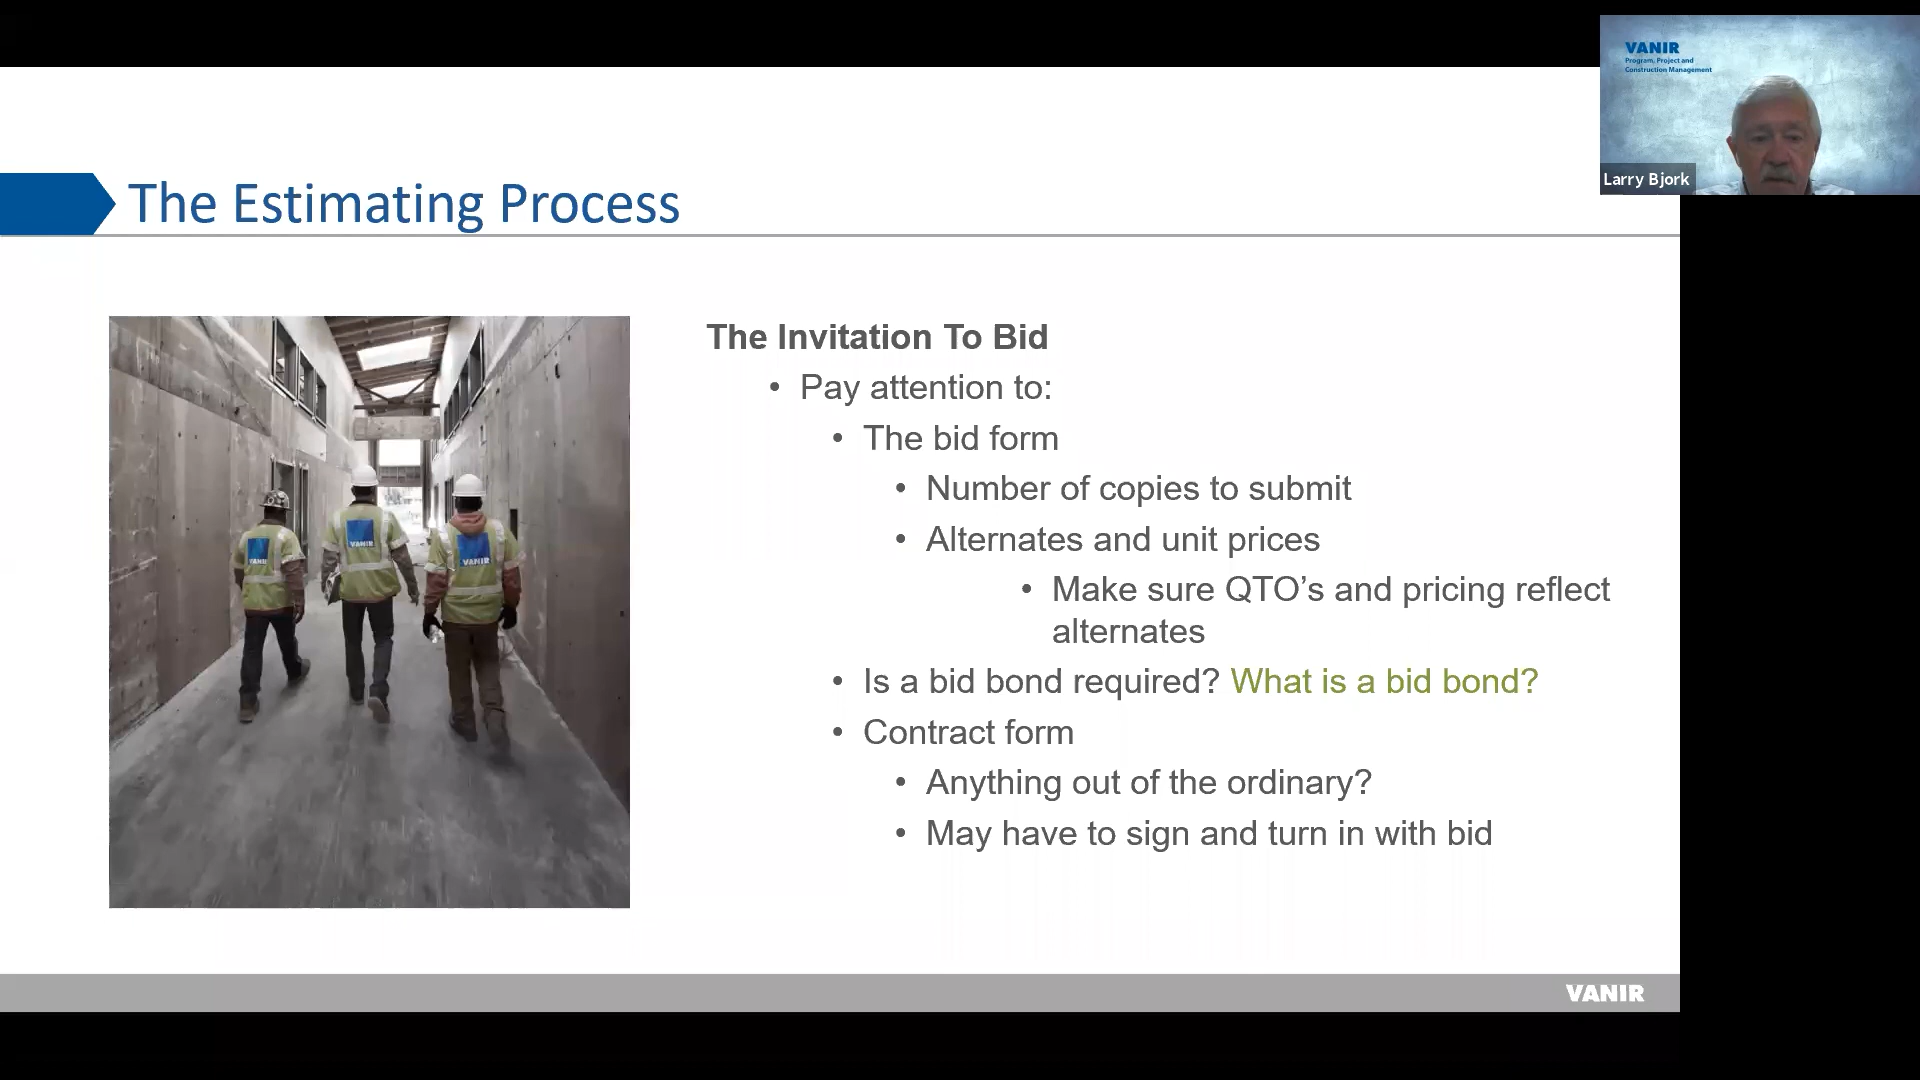 VANIR
Program, Project and
Construction Management
Larry Bjork
The Estimating Process
The Invitation To Bid
• Pay attention to:
• The bid form
• Number of copies to submit
• Alternates and unit prices
• Make sure QTO’s and pricing reflect
alternates
• Is a bid bond required? What is a bid bond?
• Contract form
• Anything out of the ordinary?
• May have to sign and turn in with bid
VANIR
VANIR
VANIR
VANIR